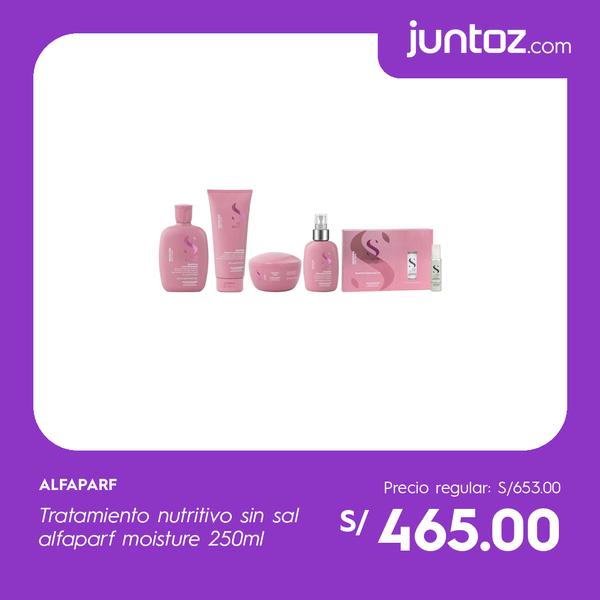 juntoz.com
ALFAPARF
Tratamiento nutritivo sin sal
alfaparf moisture 250ml
Precio regular: S/653.00
S/ 465.00